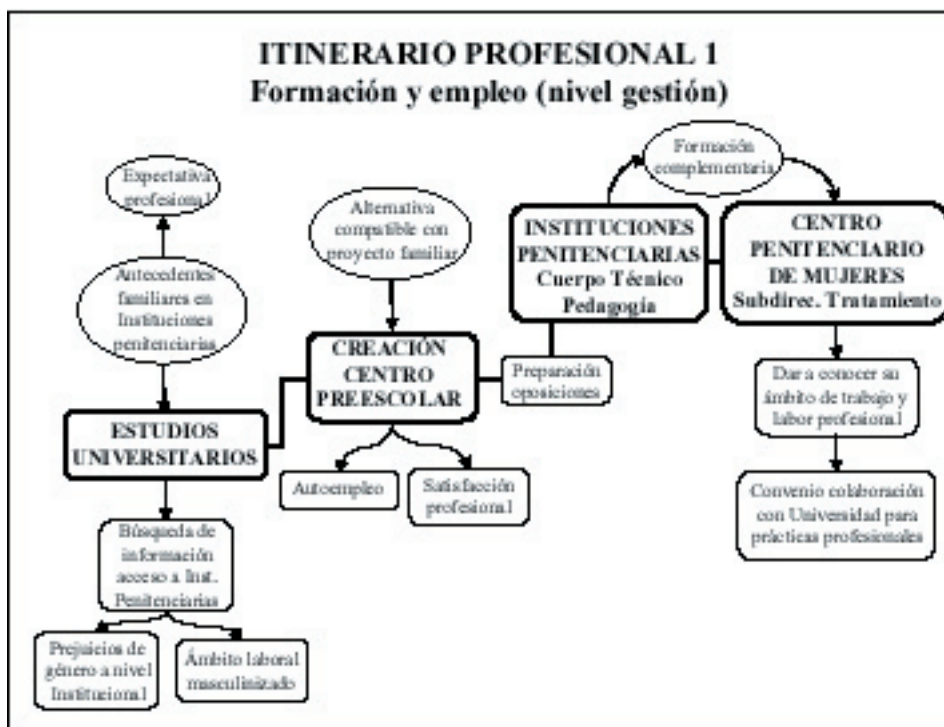 ITINERARIO PROFESIONAL 1
Formación y empleo (nivel gestión)
Expectativa
profesional
Antecedentes
familiares en
Instituciones
penitenciarias
ESTUDIOS
UNIVERSITARIOS
Búsqueda de
información
acceso a Inst.
Penitenciarias
Prejuicios de
género a nivel
Institucional
Ámbito laboral
masculinizado
Alternativa
compatible con
proyecto familiar
CREACIÓN
CENTRO
PREESCOLAR
Autoempleo
Satisfacción
profesional
Preparación
oposiciones
INSTITUCIONES
PENITENCIARIAS
Cuerpo Técnico
Pedagogía
Formación
complementaria
CENTRO
PENITENCIARIO
DE MUJERES
Subdirec. Tratamiento
Dar a conocer su
ámbito de trabajo y
labor profesional
Convenio colaboración
con Universidad para
prácticas profesionales